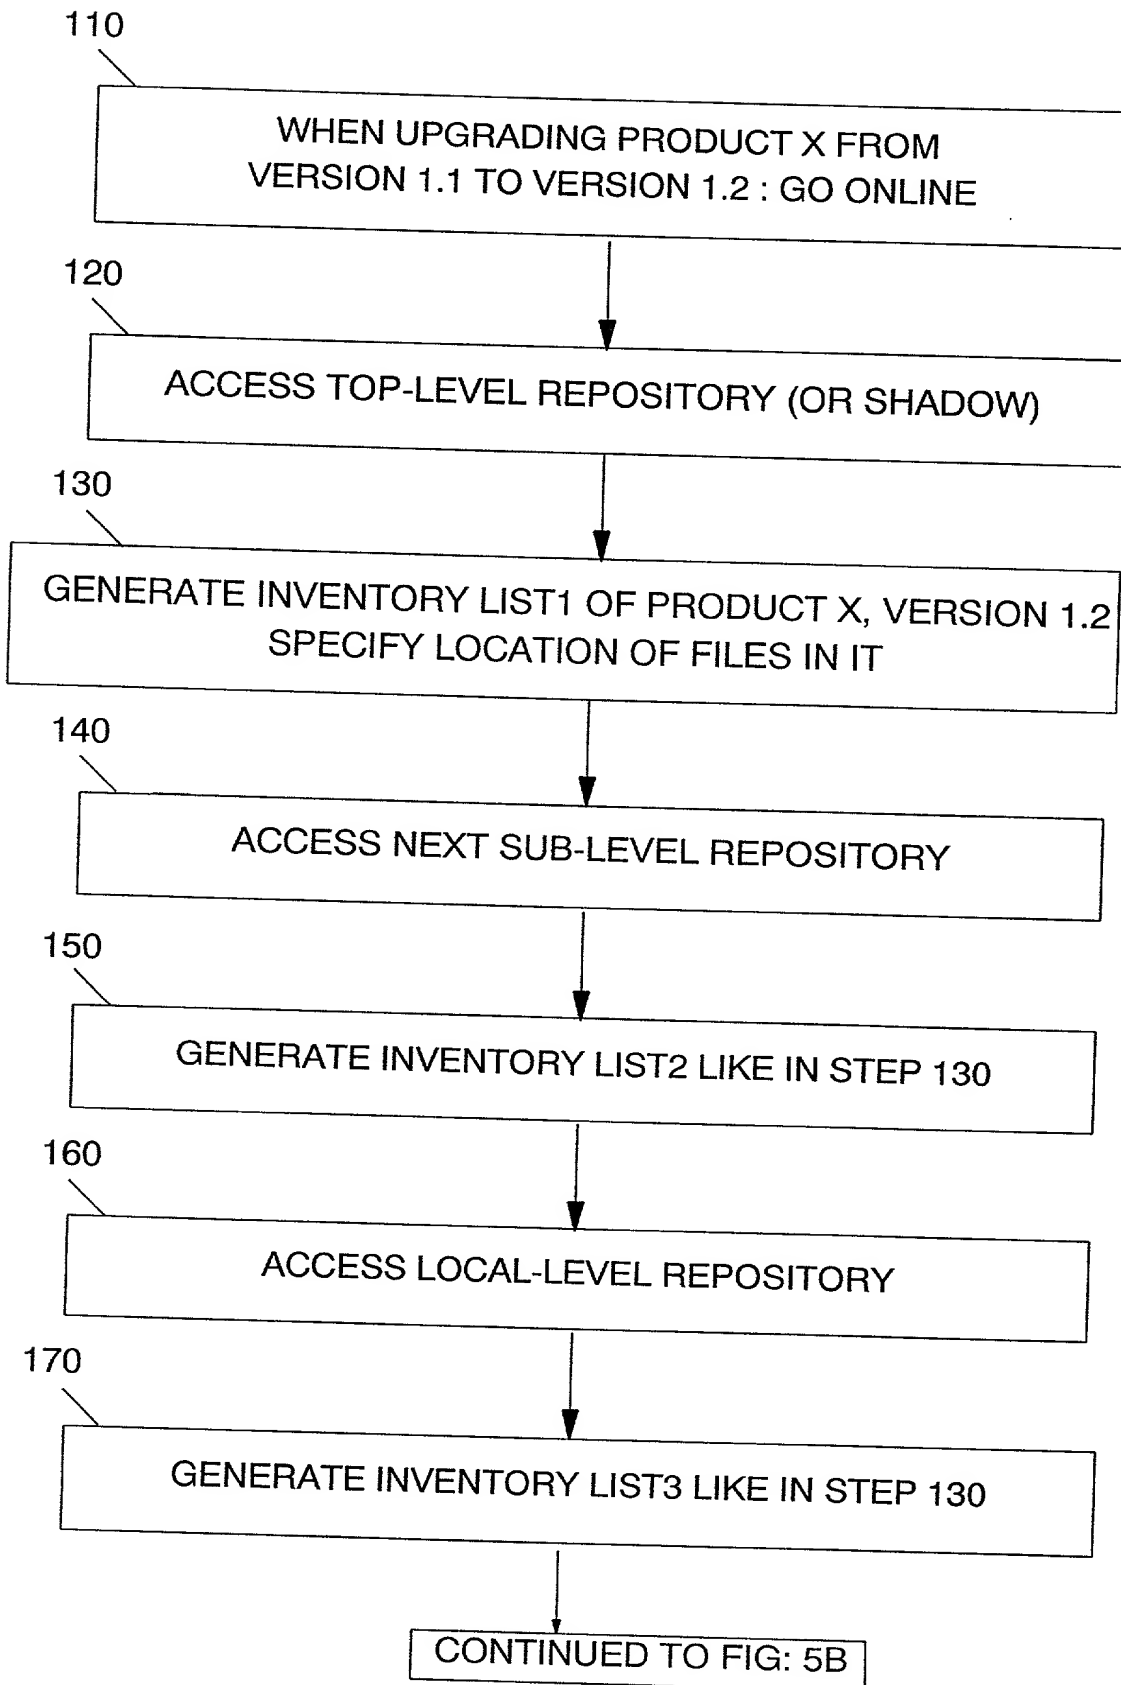 110
WHEN UPGRADING PRODUCT X FROM
VERSION 1.1 TO VERSION 1.2 : GO ONLINE
120
ACCESS TOP-LEVEL REPOSITORY (OR SHADOW)
130
GENERATE INVENTORY LIST1 OF PRODUCT X, VERSION 1.2
SPECIFY LOCATION OF FILES IN IT
140
ACCESS NEXT SUB-LEVEL REPOSITORY
150
GENERATE INVENTORY LIST2 LIKE IN STEP 130
160
ACCESS LOCAL-LEVEL REPOSITORY
170
GENERATE INVENTORY LIST3 LIKE IN STEP 130
CONTINUED TO FIG: 5B